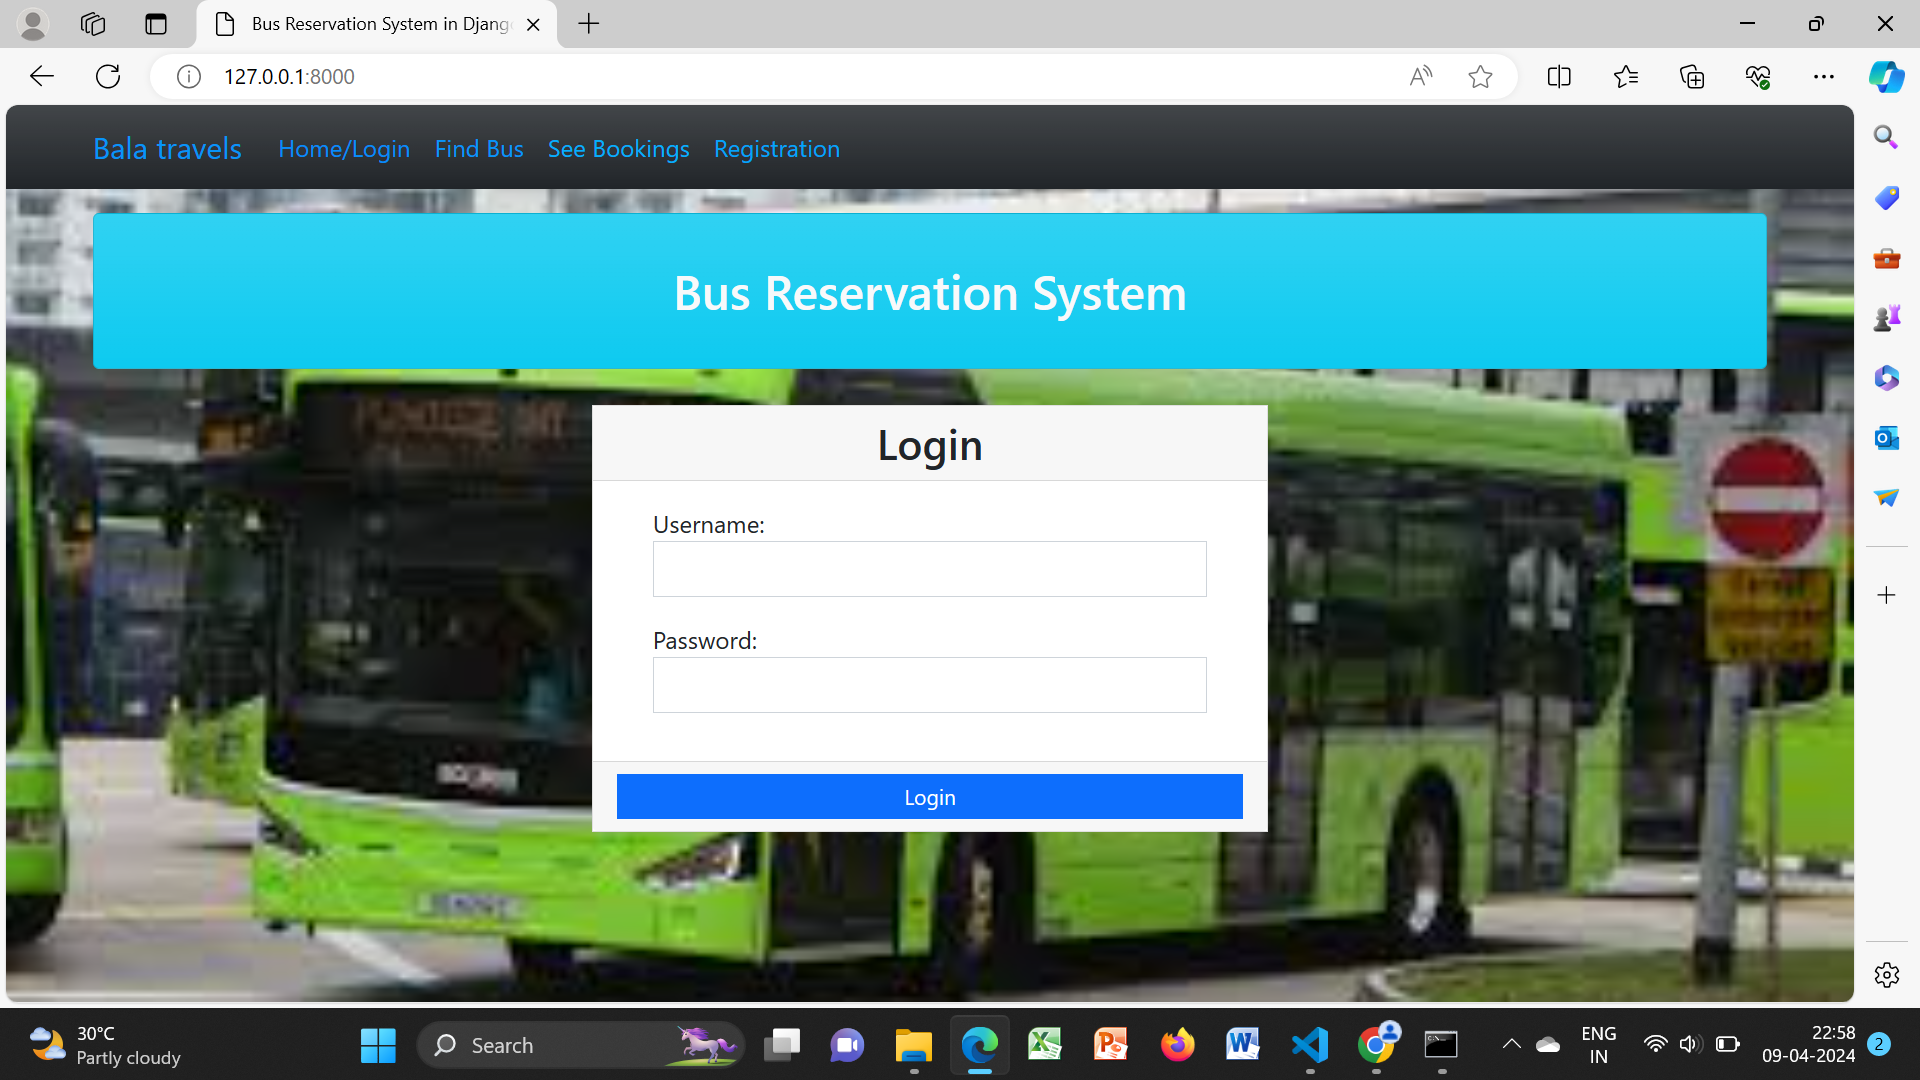 Bus Reservation System in Djang
127.0.0.1:8000
Bala travels Home/Login Find Bus See Bookings Registration
Bus Reservation System
Login
Username:
Password:
Login
30°C
Partly cloudy
Search
ENG
IN
22:58
09-04-2024
2